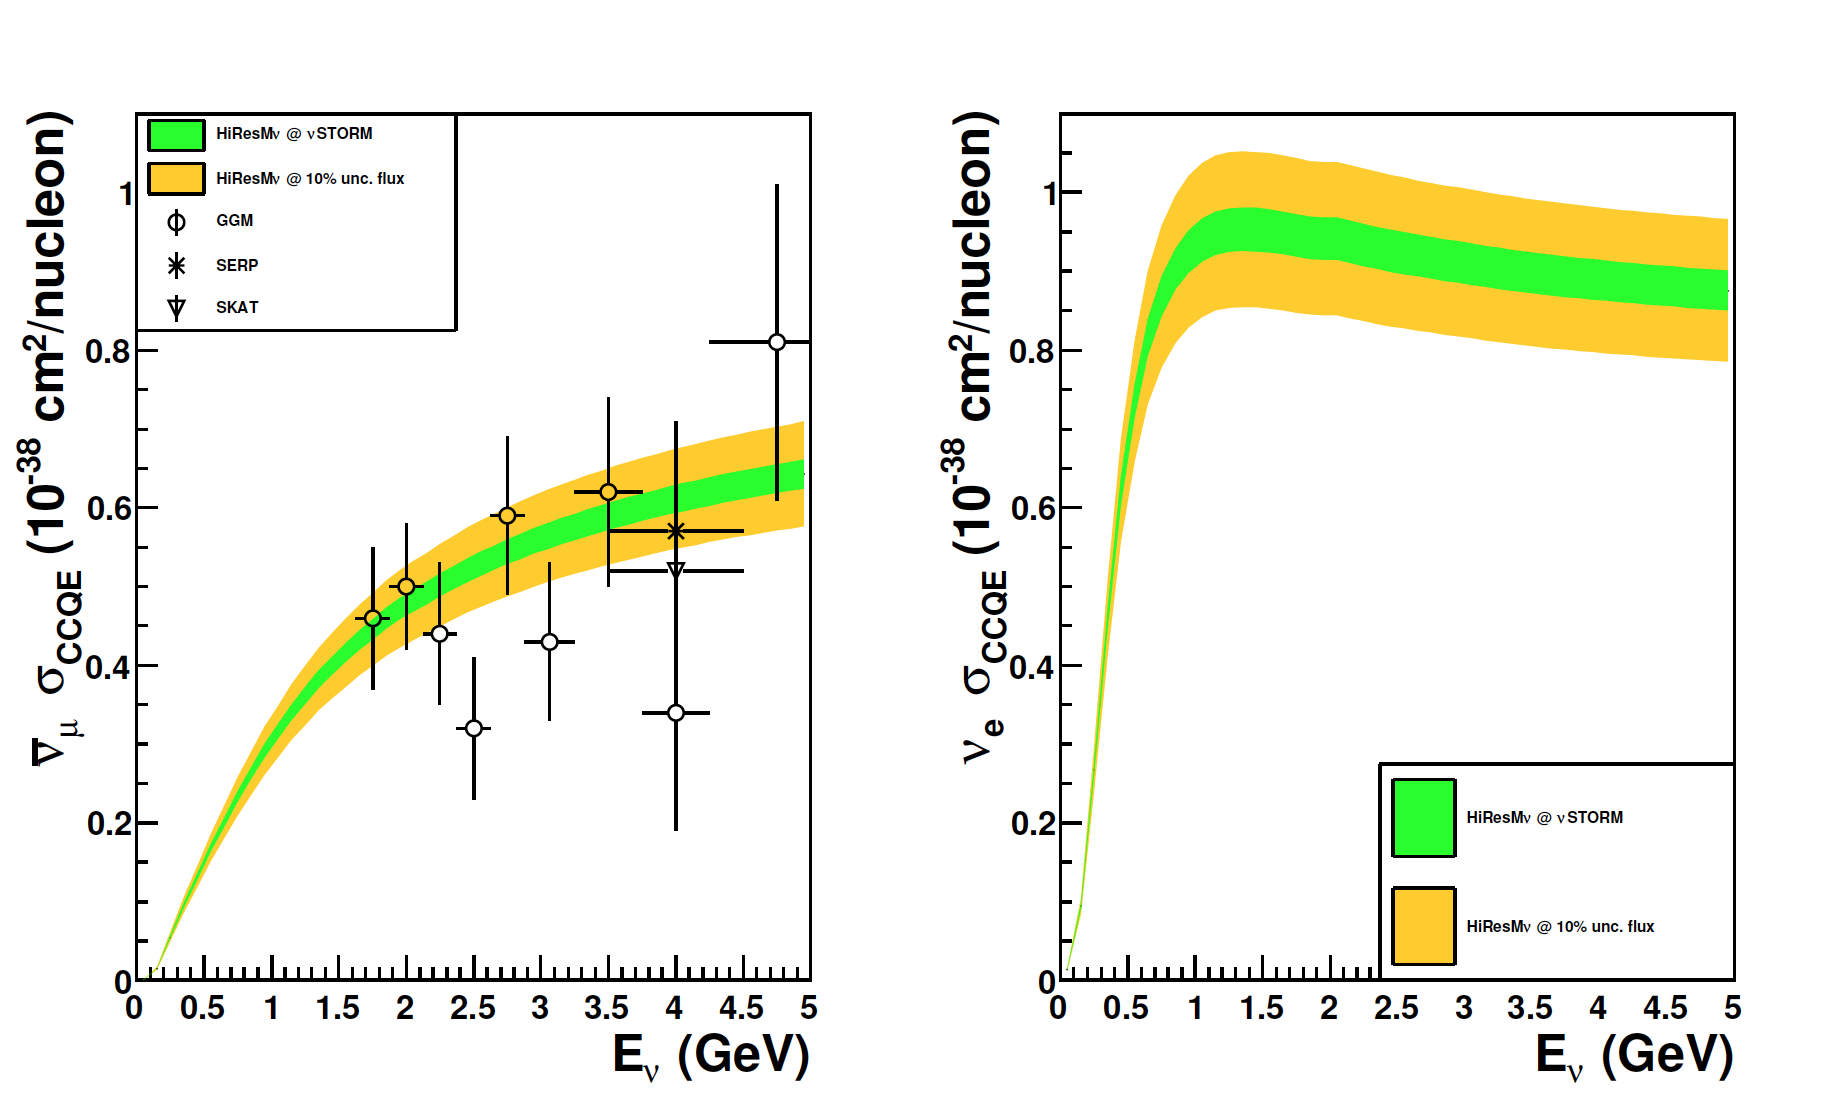 ν̄μ σCCQE (10^-38 cm^2/nucleon)
1
0.8
0.6
0.4
0.2
0
HiResMν @ νSTORM
HiResMν @ 10% unc. flux
GGM
SERP
SKAT
0 0.5 1 1.5 2 2.5 3 3.5 4 4.5 5
Eν (GeV)
νe σCCQE (10^-38 cm^2/nucleon)
1
0.8
0.6
0.4
0.2
0
HiResMν @ νSTORM
HiResMν @ 10% unc. flux
0 0.5 1 1.5 2 2.5 3 3.5 4 4.5 5
Eν (GeV)